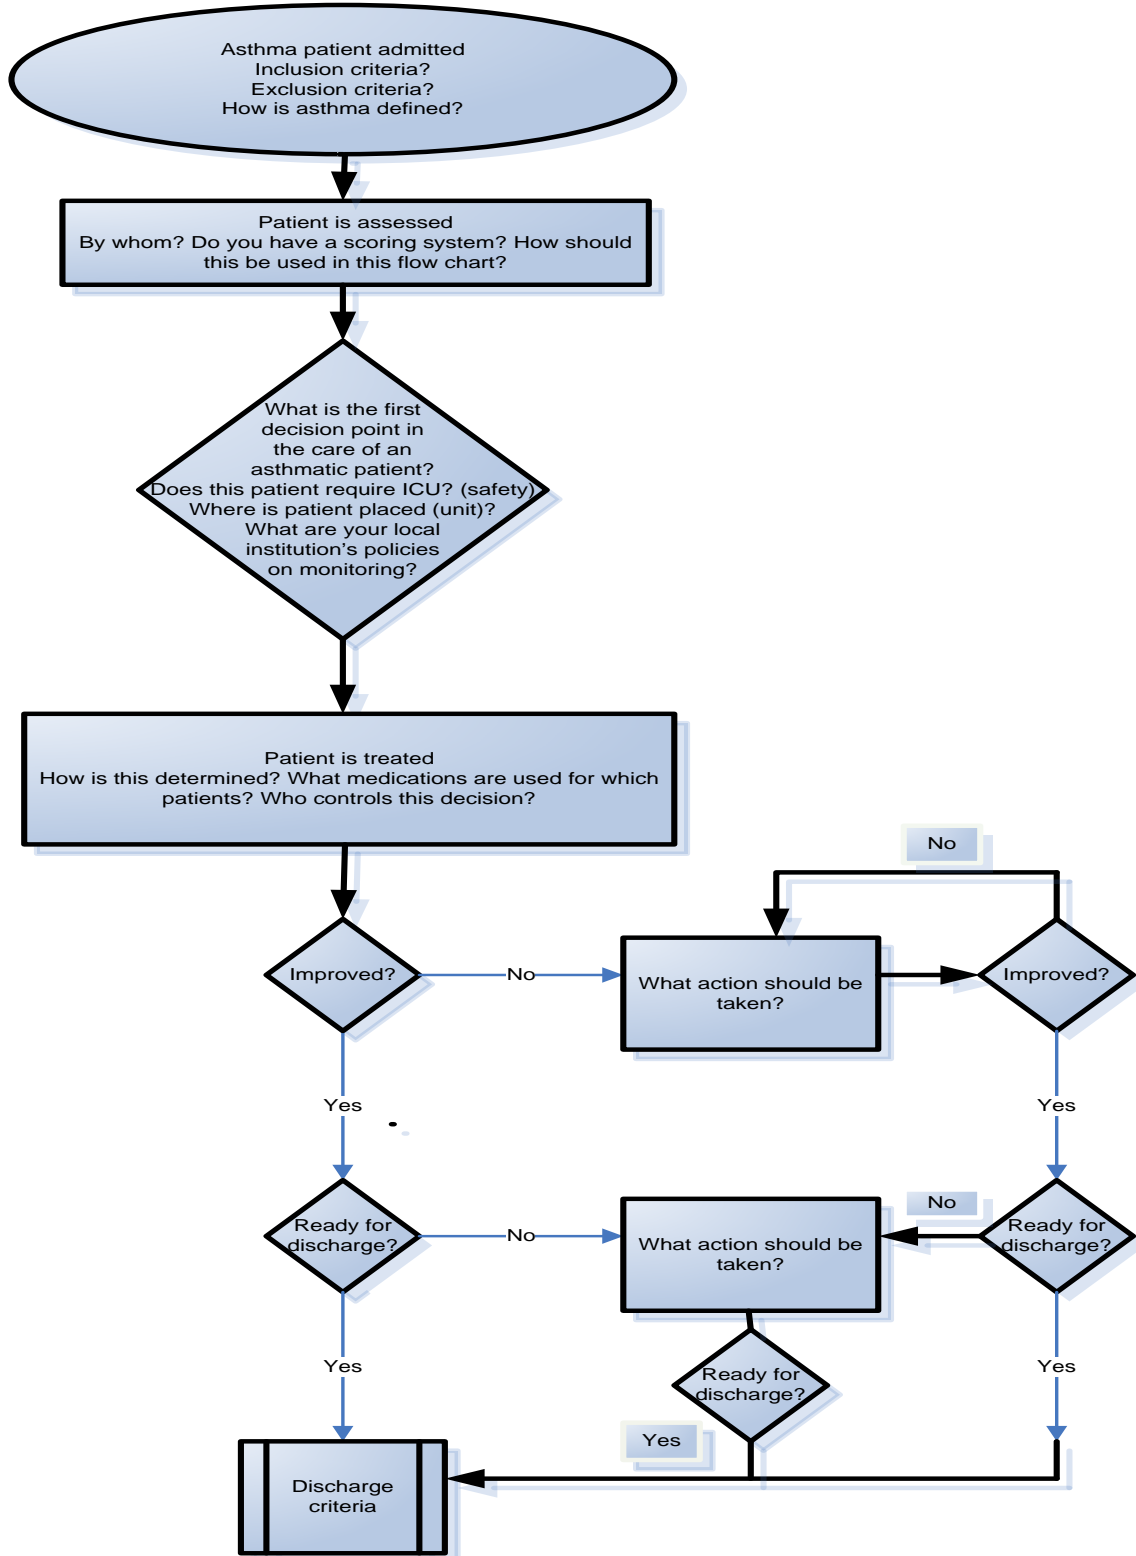 Asthma patient admitted
Inclusion criteria?
Exclusion criteria?
How is asthma defined?
Patient is assessed
By whom? Do you have a scoring system? How should
this be used in this flow chart?
What is the first
decision point in
the care of an
asthmatic patient?
Does this patient require ICU? (safety)
Where is patient placed (unit)?
What are your local
institution’s policies
on monitoring?
Patient is treated
How is this determined? What medications are used for which
patients? Who controls this decision?
No
Improved?
No
What action should be
taken?
Improved?
Yes
Yes
Ready for
discharge?
No
What action should be
taken?
No
Ready for
discharge?
Yes
Ready for
discharge?
Yes
Yes
Discharge
criteria